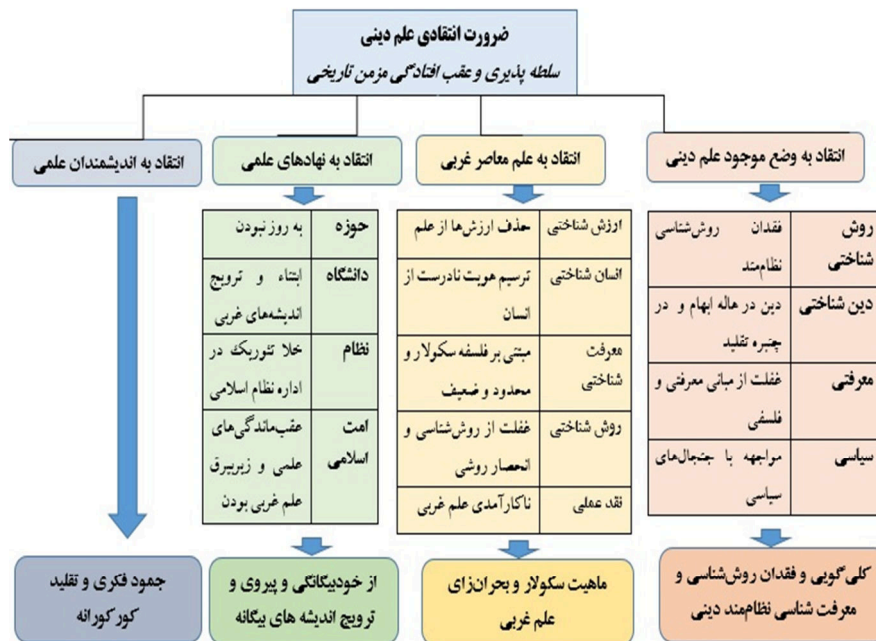 ضرورت انتقادی علم دینی
سلطه پذیری و عقب افتادگی مزمن تاریخی
انتقاد به وضع موجود علم دینی
روش
شناختی
فقدان روش‌شناسی
نظام‌مند
دین شناختی
دین در هاله ابهام و در
چنبره تقلید
معرفتی
غفلت از مبانی معرفتی و
فلسفی
سیاسی
مواجهه با جنجال‌های
سیاسی
کلی‌گویی و فقدان روش‌شناسی و
معرفت شناسی نظام‌مند دینی
انتقاد به علم معاصر غربی
ارزش شناختی
حذف ارزش‌ها از علم
انسان شناختی
ترسیم هویت نادرست از
انسان
معرفت
شناختی
مبتنی بر فلسفه سکولار و
محدود و ضعیف
روش شناختی
غفلت از روش‌شناسی و
انحصار روشی
نقد عملی
ناکارآمدی علم غربی
ماهیت سکولار و بحران‌زای
علم غربی
انتقاد به نهادهای علمی
حوزه
به روز نبودن
دانشگاه
ابتناء و ترویج
اندیشه‌های غربی
نظام
خلا تئوریک در
اداره نظام اسلامی
امت
اسلامی
عقب‌ماندگی‌های
علمی و زیربیرق
علم غربی بودن
از خودبیگانگی و پیروی و
ترویج اندیشه های بیگانه
انتقاد به اندیشمندان علمی
جمود فکری و تقلید
کورکورانه